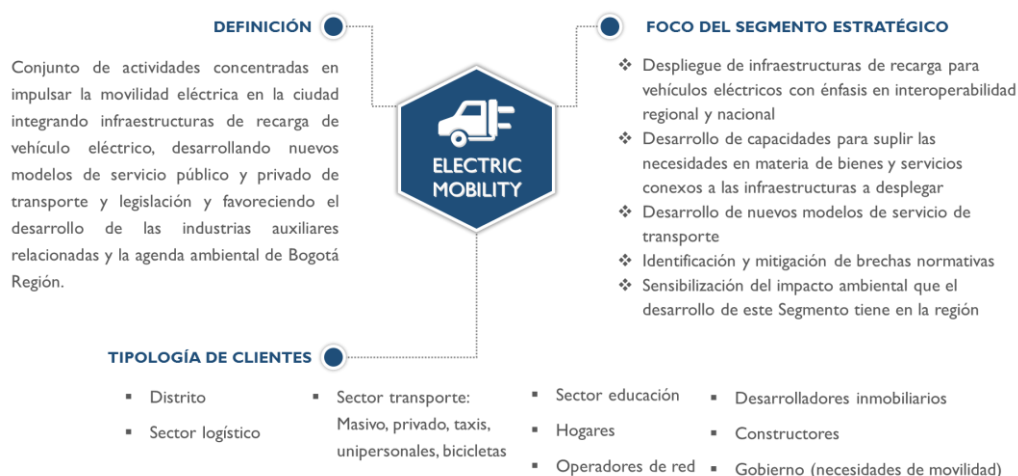 DEFINICIÓN
Conjunto de actividades concentradas en
impulsar la movilidad eléctrica en la ciudad
integrando infraestructuras de recarga de
vehículo eléctrico, desarrollando nuevos
modelos de servicio público y privado de
transporte y legislación y favoreciendo el
desarrollo de las industrias auxiliares
relacionadas y la agenda ambiental de Bogotá
Región.
ELECTRIC
MOBILITY
FOCO DEL SEGMENTO ESTRATÉGICO
❖ Despliegue de infraestructuras de recarga para
vehículos eléctricos con énfasis en interoperabilidad
regional y nacional
❖ Desarrollo de capacidades para suplir las
necesidades en materia de bienes y servicios
conexos a las infraestructuras a desplegar
❖ Desarrollo de nuevos modelos de servicio de
transporte
❖ Identificación y mitigación de brechas normativas
❖ Sensibilización del impacto ambiental que el
desarrollo de este Segmento tiene en la región
TIPOLOGÍA DE CLIENTES
▪ Distrito
▪ Sector logístico
▪ Sector transporte:
Masivo, privado, taxis,
unipersonales, bicicletas
▪ Sector educación
▪ Hogares
▪ Operadores de red
▪ Desarrolladores inmobiliarios
▪ Constructores
▪ Gobierno (necesidades de movilidad)